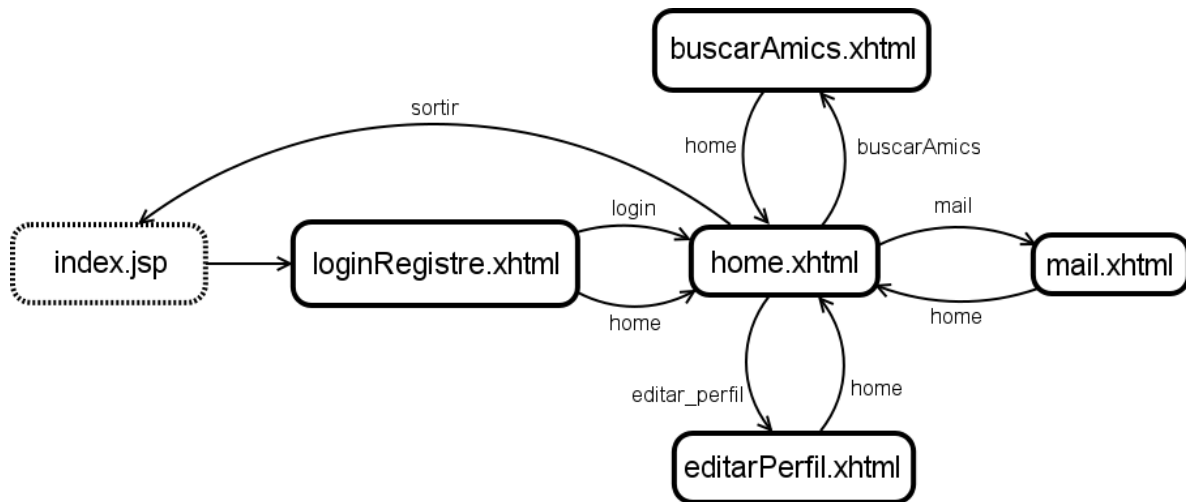 buscarAmics.xhtml
sortir
home
buscarAmics
login
mail
index.jsp
loginRegistre.xhtml
home.xhtml
mail.xhtml
home
home
editar_perfil
home
editarPerfil.xhtml